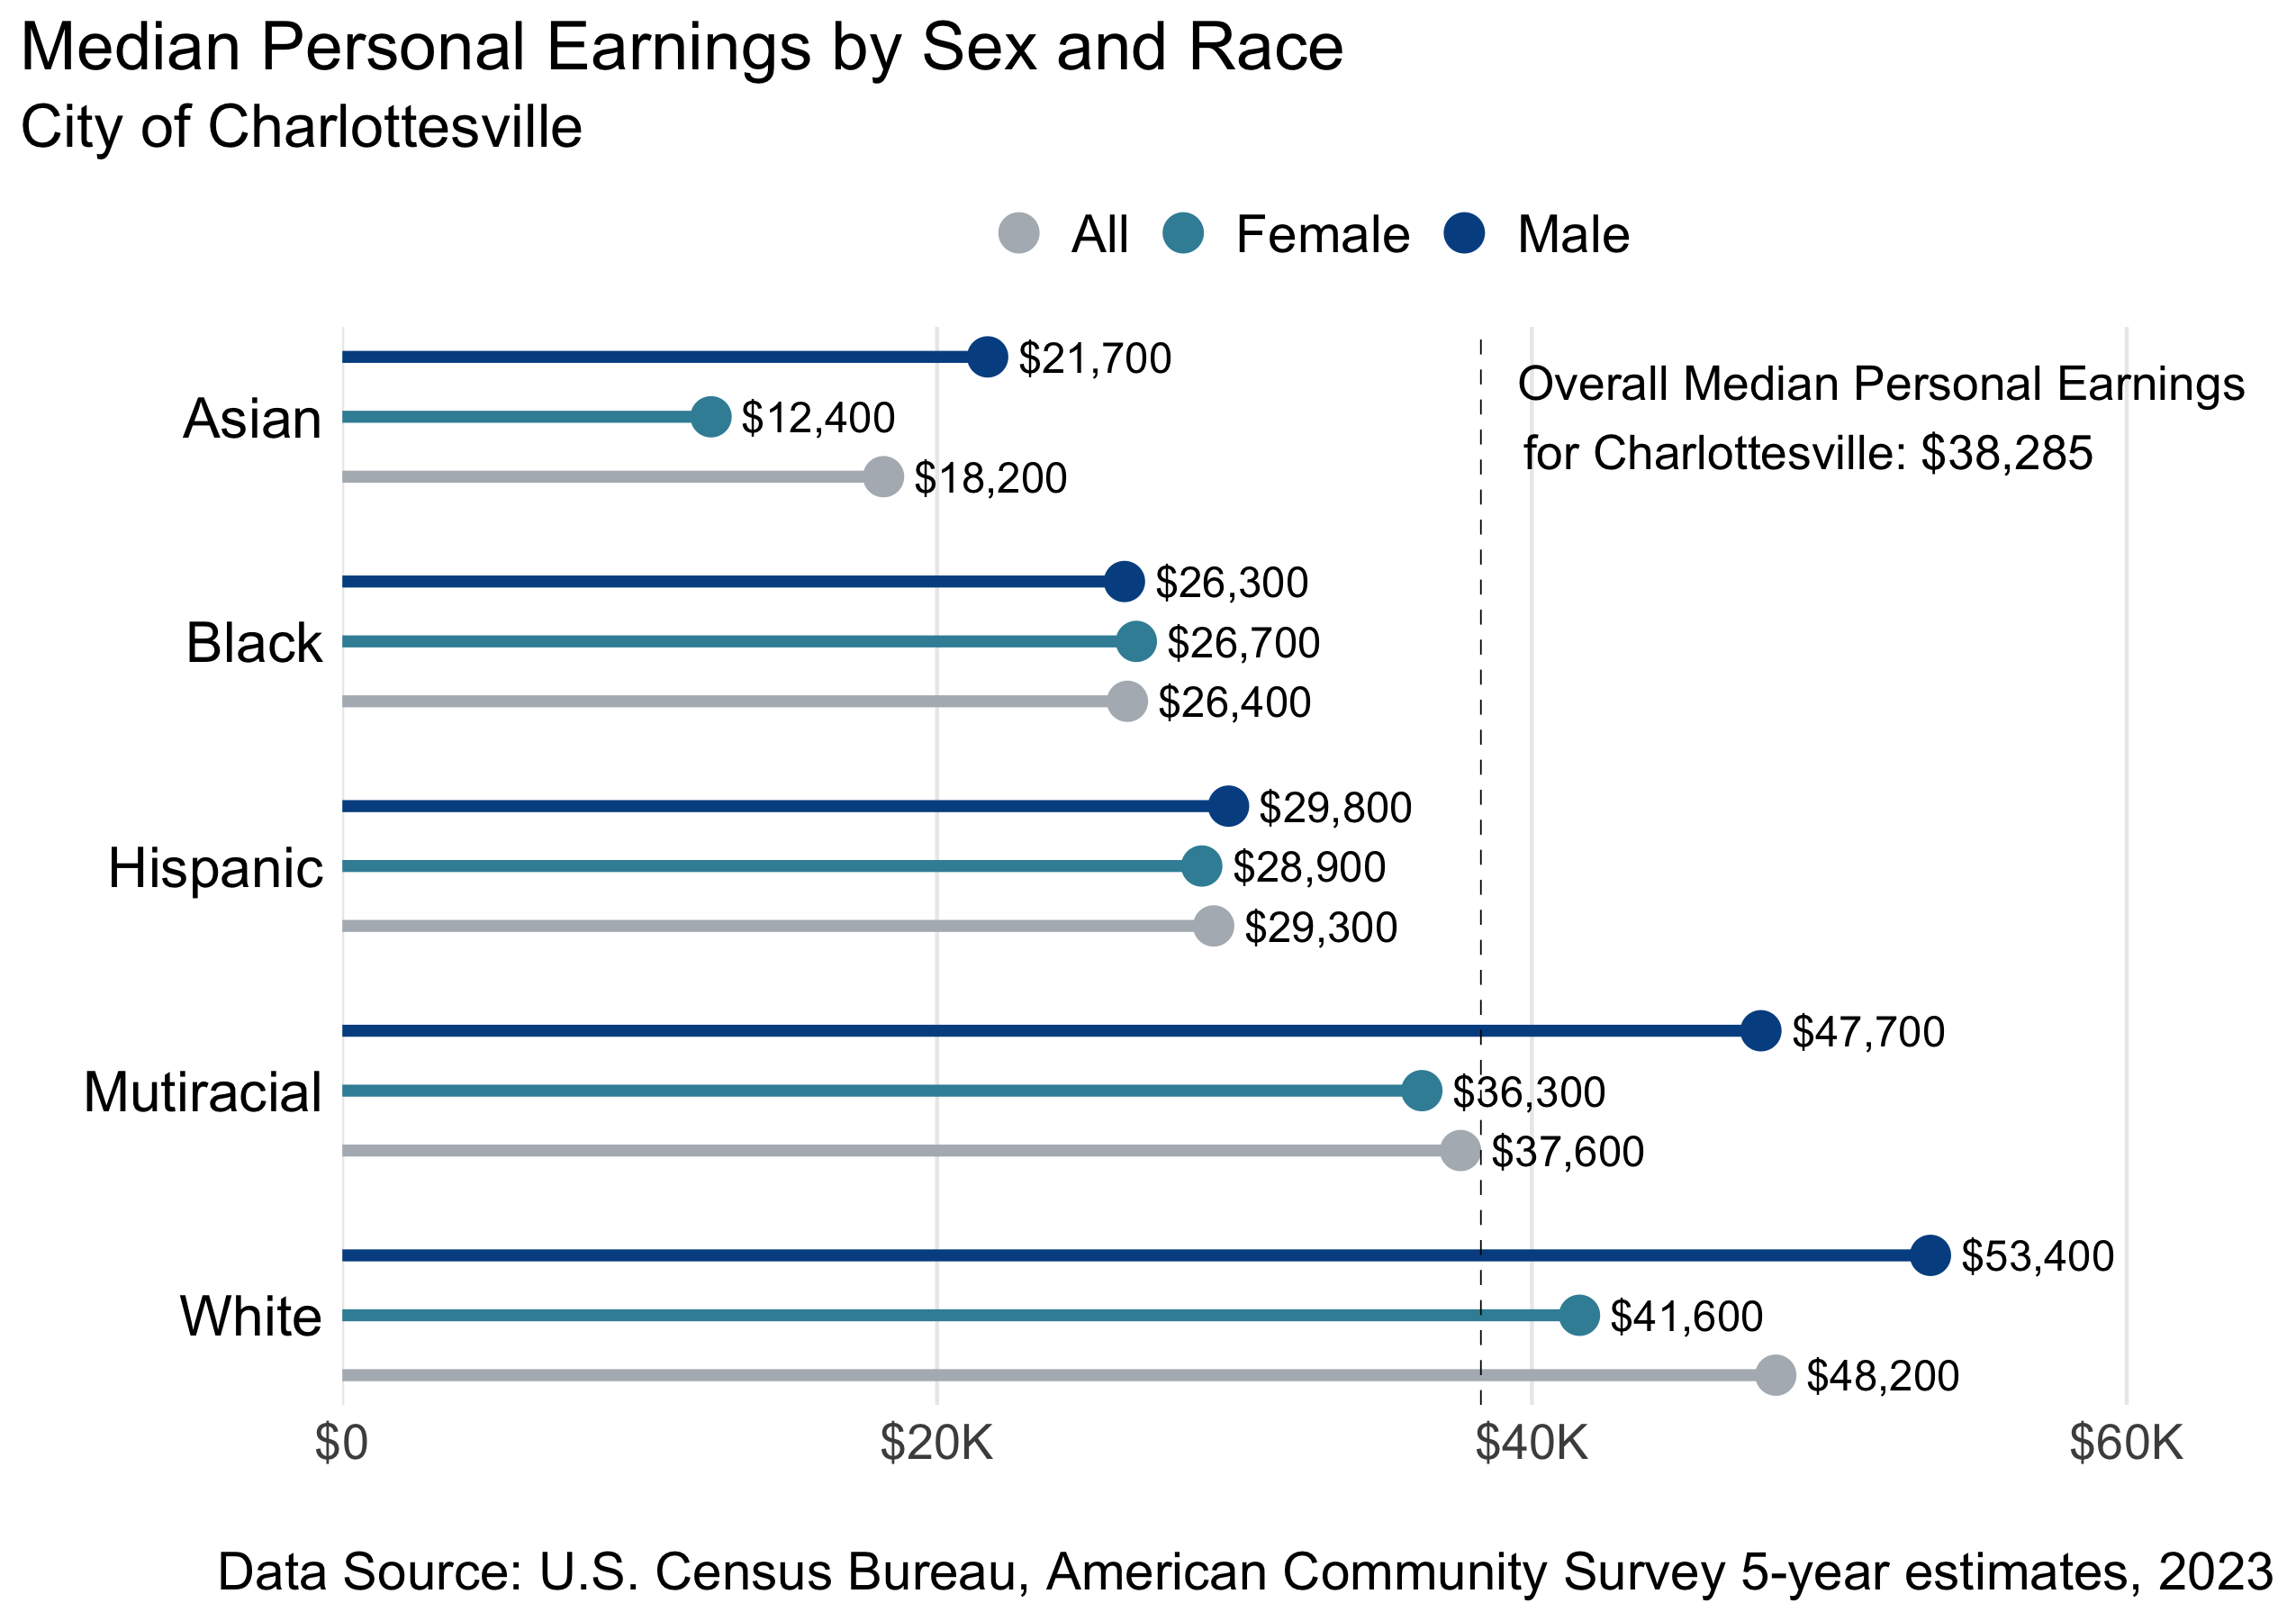 Median Personal Earnings by Sex and Race
City of Charlottesville
All Female Male
$21,700
Overall Median Personal Earnings
Asian $12,400
for Charlottesville: $38,285
$18,200
$26,300
Black $26,700
$26,400
$29,800
Hispanic $28,900
$29,300
$47,700
Mutiracial $36,300
$37,600
$53,400
White $41,600
$48,200
$0 $20K $40K $60K
Data Source: U.S. Census Bureau, American Community Survey 5-year estimates, 2023